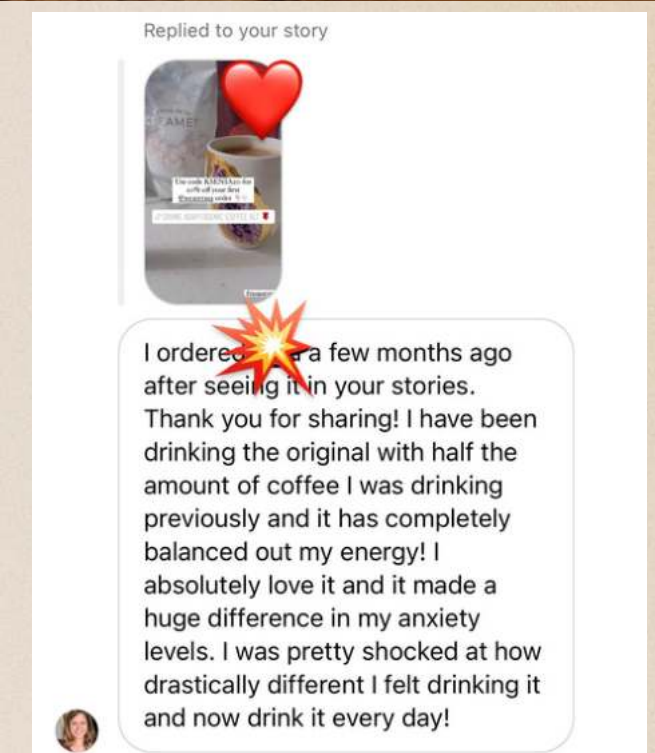 Replied to your story
I ordered a few months ago
after seeing it in your stories.
Thank you for sharing! I have been
drinking the original with half the
amount of coffee I was drinking
previously and it has completely
balanced out my energy! I
absolutely love it and it made a
huge difference in my anxiety
levels. I was pretty shocked at how
drastically different I felt drinking it
and now drink it every day!